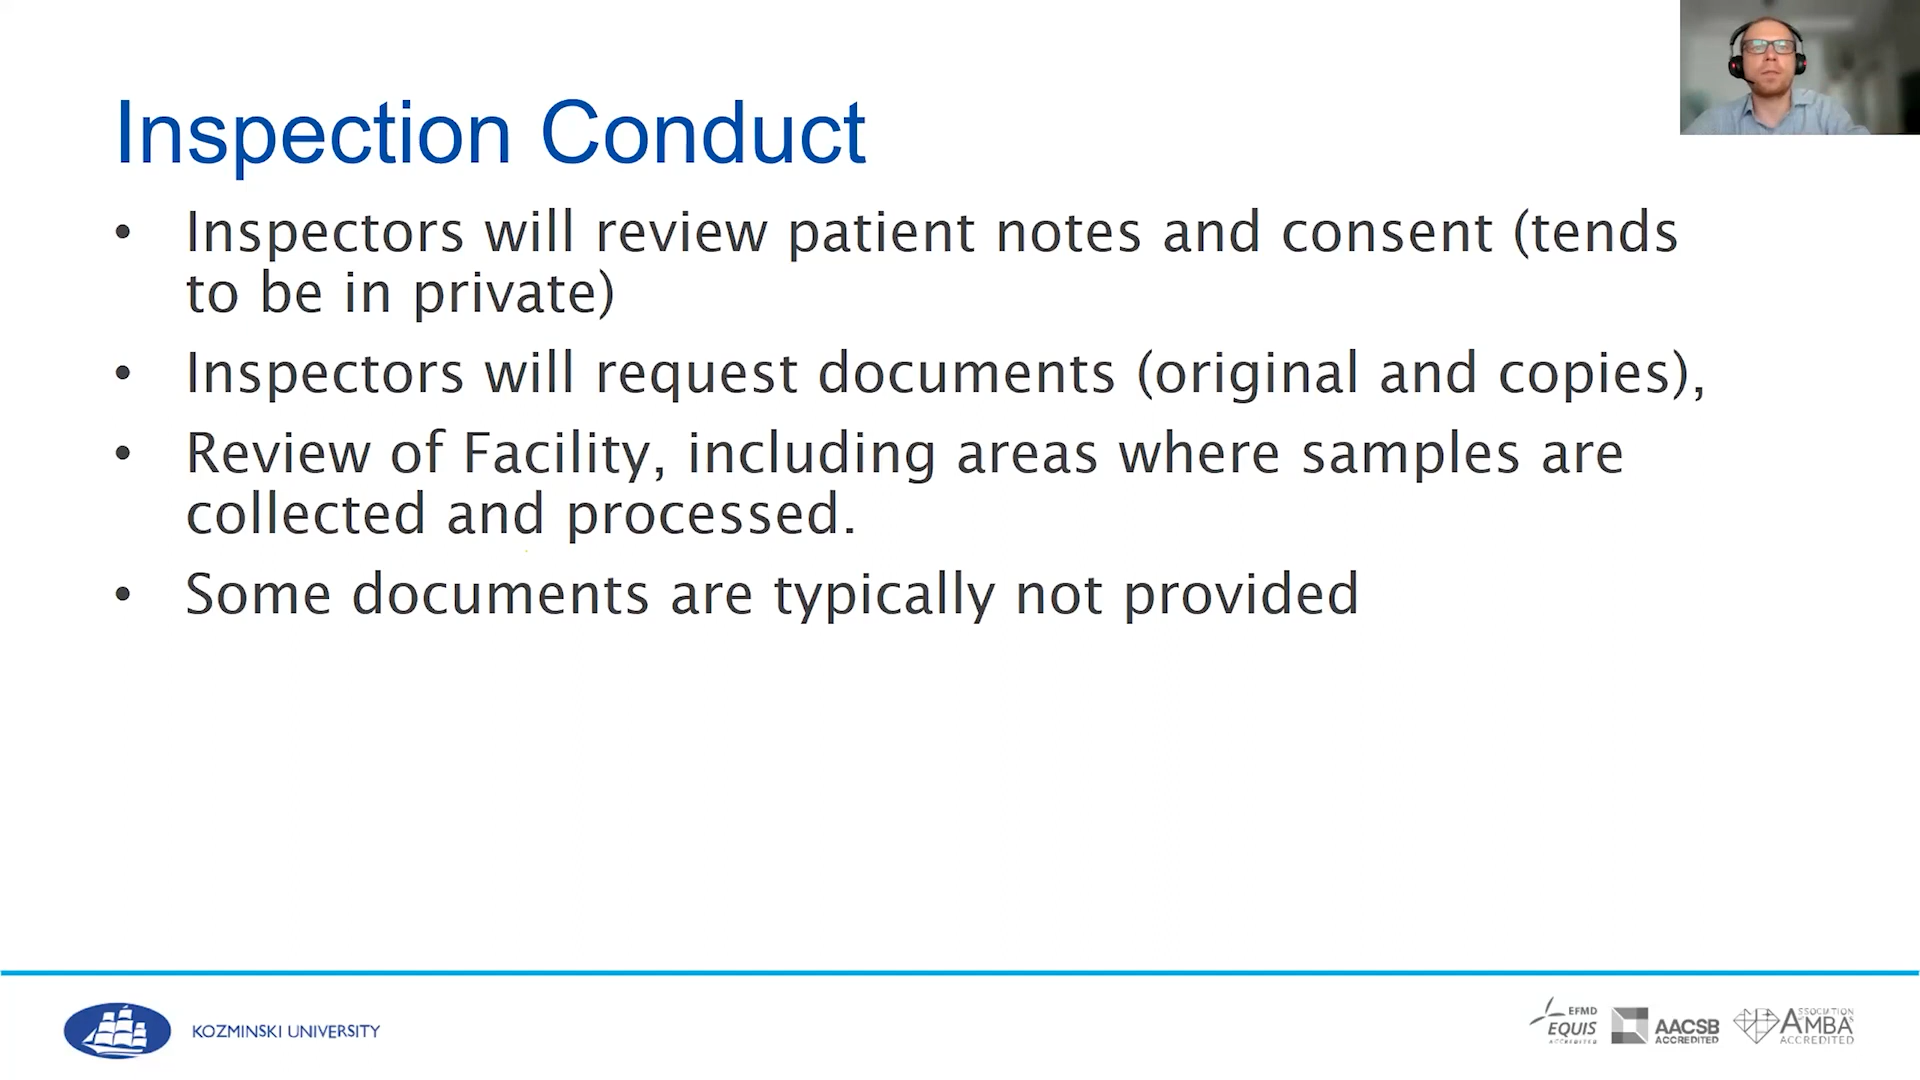 Inspection Conduct
• Inspectors will review patient notes and consent (tends
to be in private)
• Inspectors will request documents (original and copies),
• Review of Facility, including areas where samples are
collected and processed.
• Some documents are typically not provided
KOZMINSKI UNIVERSITY
EFMD
EQUIS
ACCREDITED
AACSB
ACCREDITED
ASSOCIATION
AMBA
ACCREDITED